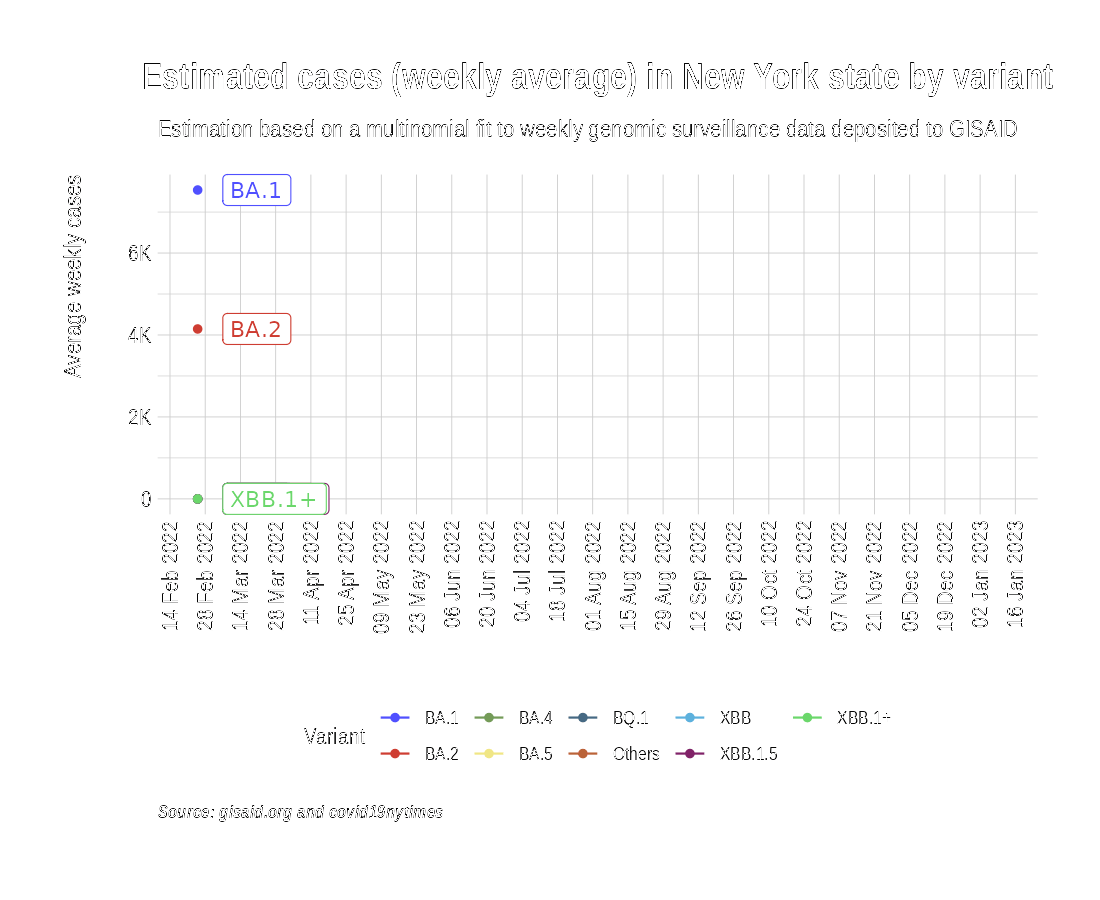 Estimated cases (weekly average) in New York state by variant
Estimation based on a multinomial fit to weekly genomic surveillance data deposited to GISAID
Average weekly cases
6K
4K
2K
0
BA.1
BA.2
XBB.1+
14 Feb 2022
28 Feb 2022
14 Mar 2022
28 Mar 2022
11 Apr 2022
25 Apr 2022
09 May 2022
23 May 2022
06 Jun 2022
20 Jun 2022
04 Jul 2022
18 Jul 2022
01 Aug 2022
15 Aug 2022
29 Aug 2022
12 Sep 2022
26 Sep 2022
10 Oct 2022
24 Oct 2022
07 Nov 2022
21 Nov 2022
05 Dec 2022
19 Dec 2022
02 Jan 2023
16 Jan 2023
Variant
BA.1 BA.4 BQ.1 XBB XBB.1+
BA.2 BA.5 Others XBB.1.5
Source: gisaid.org and covid19nytimes